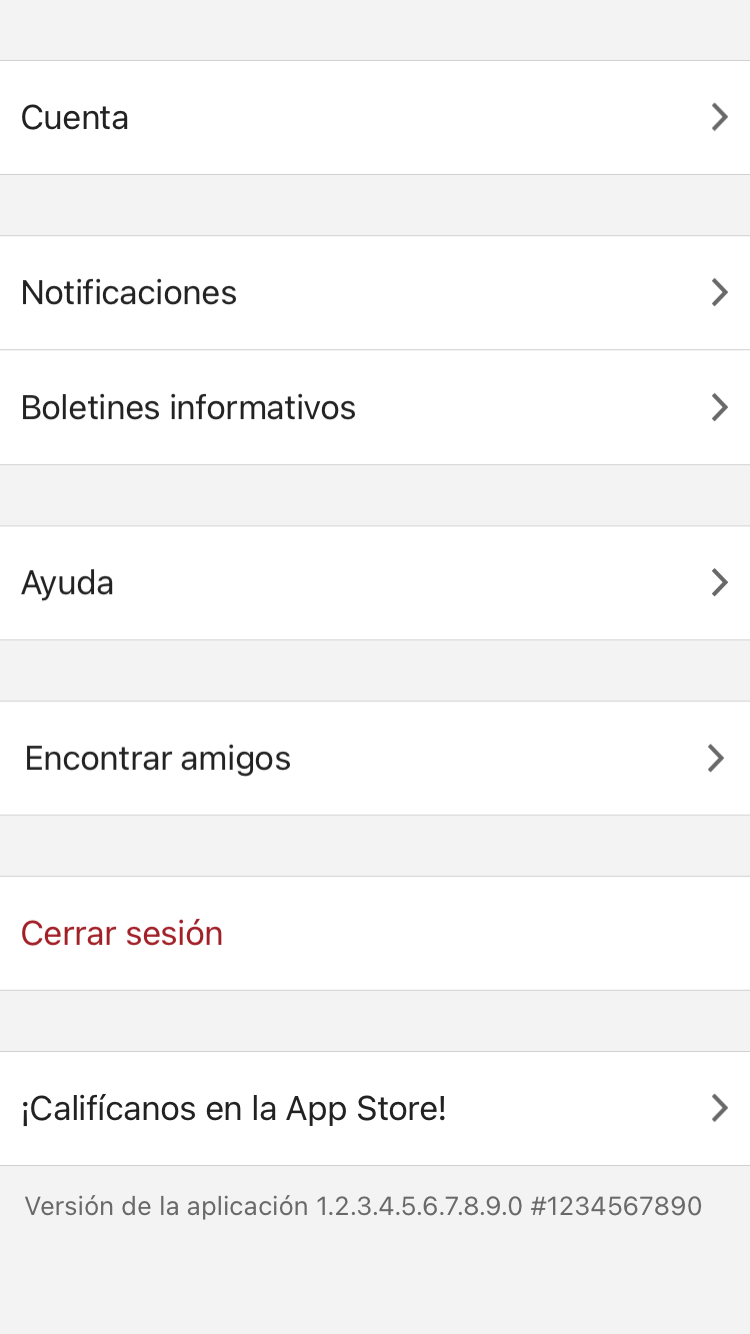 Cuenta
Notificaciones
Boletines informativos
Ayuda
Encontrar amigos
Cerrar sesión
¡Califícanos en la App Store!
Versión de la aplicación 1.2.3.4.5.6.7.8.9.0 #1234567890